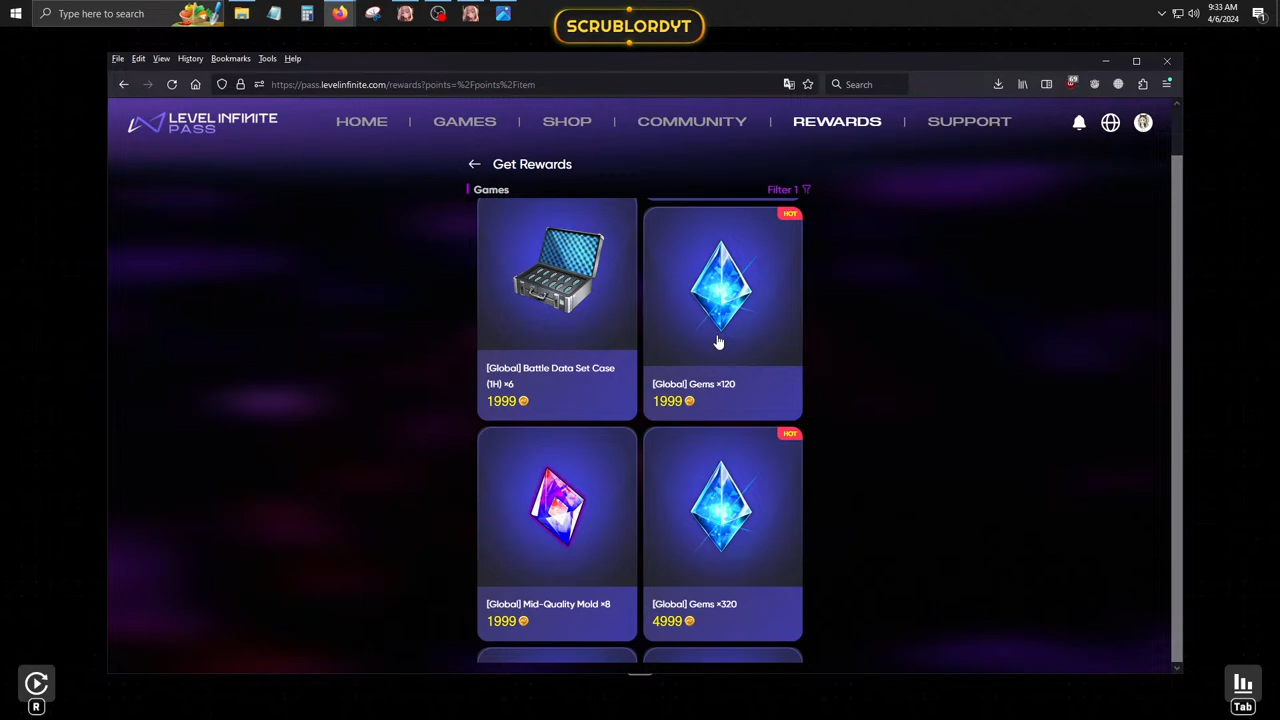 Type here to search
SCRUBLORDYT
9:33 AM
4/6/2024
1
File Edit View History Bookmarks Tools Help
https://pass.levelinfinite.com/rewards?points=%2Fpoints%2Fitem
Search
69
LEVEL INFINITE
PASS
HOME | GAMES | SHOP | COMMUNITY | REWARDS | SUPPORT
Get Rewards
Games
Filter 1
HOT
[Global] Battle Data Set Case
(1H) ×6
1999
[Global] Gems ×120
1999
HOT
[Global] Mid-Quality Mold ×8
1999
[Global] Gems ×320
4999
R
Tab